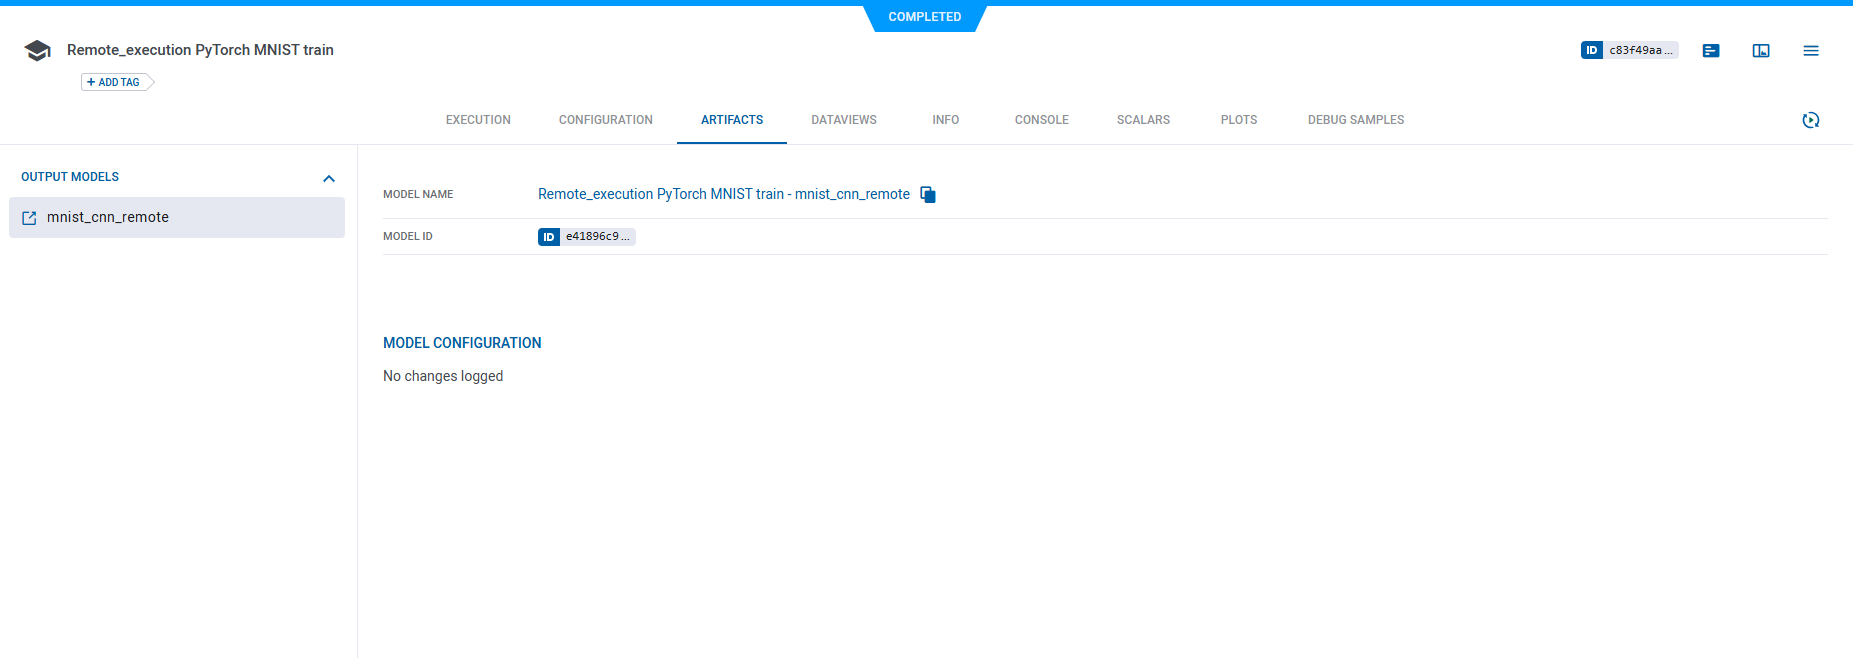 COMPLETED
Remote_execution PyTorch MNIST train
ID c83f49aa...
+ ADD TAG
EXECUTION CONFIGURATION ARTIFACTS DATAVIEWS INFO CONSOLE SCALARS PLOTS DEBUG SAMPLES
OUTPUT MODELS
mnist_cnn_remote
MODEL NAME Remote_execution PyTorch MNIST train - mnist_cnn_remote
MODEL ID ID e41896c9...
MODEL CONFIGURATION
No changes logged